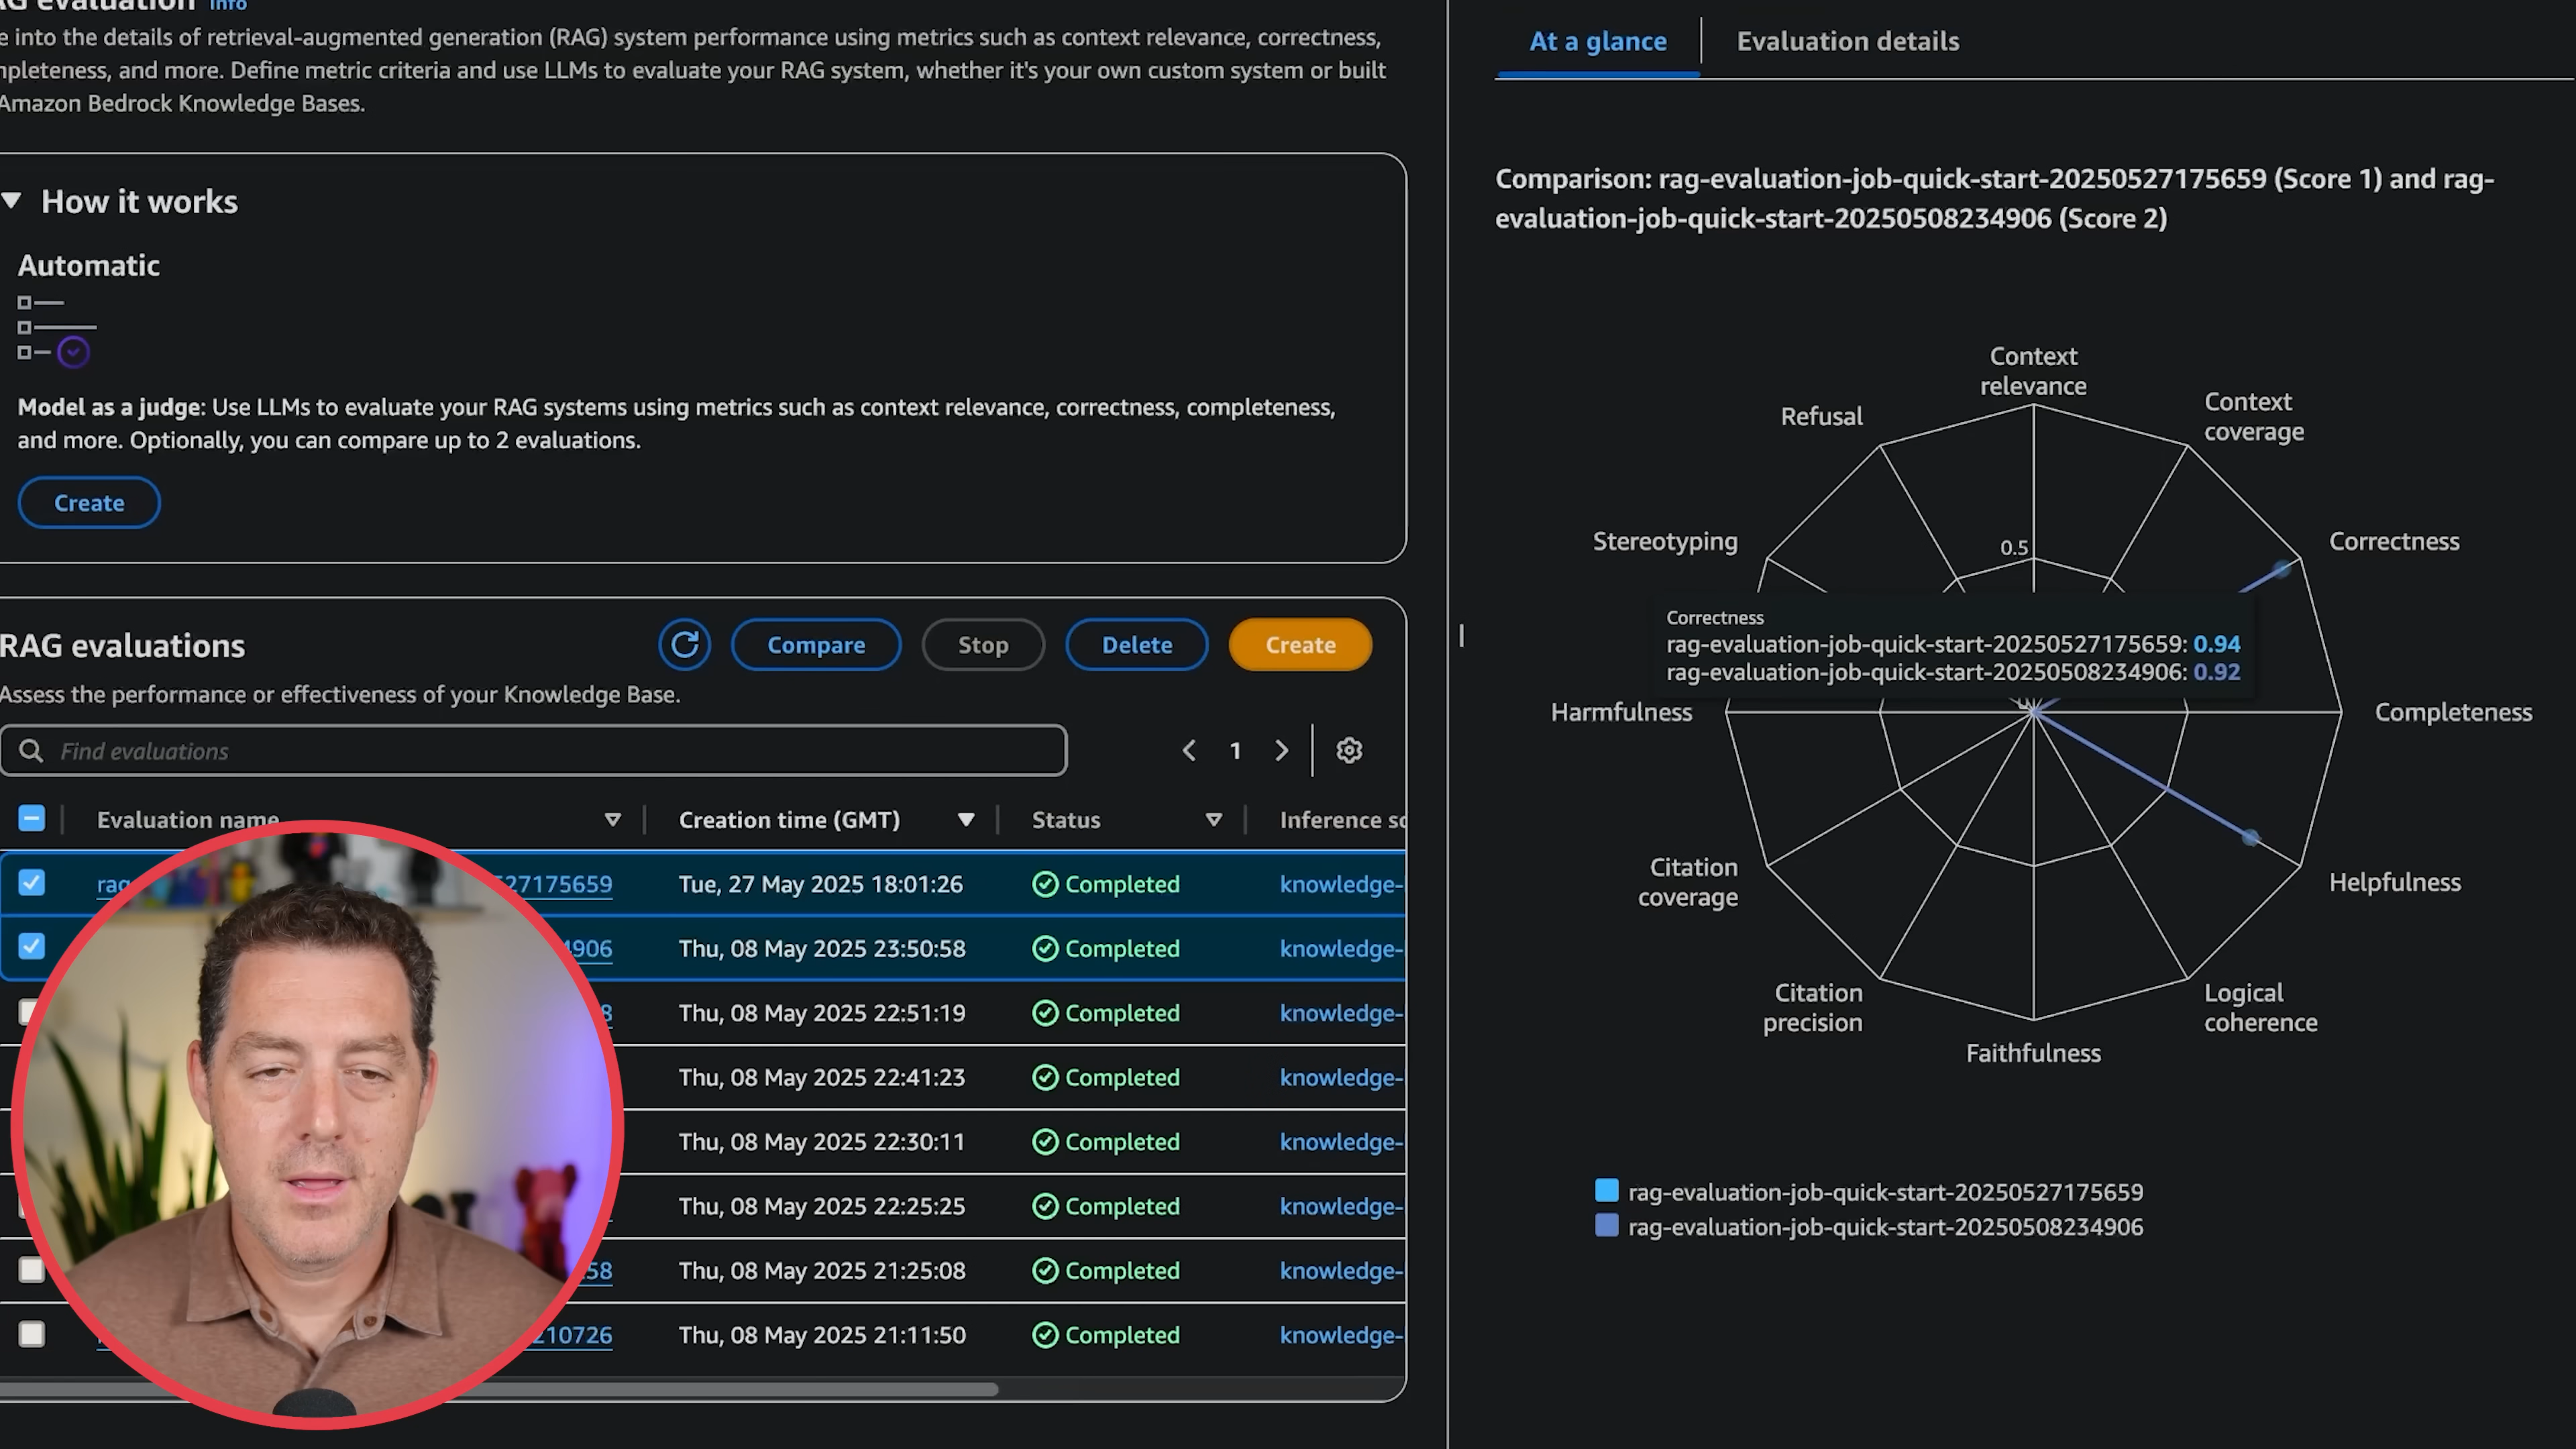 evaluation Info
into the details of retrieval-augmented generation (RAG) system performance using metrics such as context relevance, correctness,
and more. Define metric criteria and use LLMs to evaluate your RAG system, whether it's your own custom system or built
Amazon Bedrock Knowledge Bases.
How it works
Automatic
Model as a judge: Use LLMs to evaluate your RAG systems using metrics such as context relevance, correctness, completeness,
and more. Optionally, you can compare up to 2 evaluations.
Create
RAG evaluations
Compare
Stop
Delete
Create
Assess the performance or effectiveness of your Knowledge Base.
Find evaluations
1
Evaluation name
Creation time (GMT)
Status
Inference
27175659
Tue, 27 May 2025 18:01:26
Completed
knowledge-
906
Thu, 08 May 2025 23:50:58
Completed
knowledge-
8
Thu, 08 May 2025 22:51:19
Completed
knowledge-
Thu, 08 May 2025 22:41:23
Completed
knowledge-
Thu, 08 May 2025 22:30:11
Completed
knowledge-
Thu, 08 May 2025 22:25:25
Completed
knowledge-
58
Thu, 08 May 2025 21:25:08
Completed
knowledge-
210726
Thu, 08 May 2025 21:11:50
Completed
knowledge-
At a glance
Evaluation details
Comparison: rag-evaluation-job-quick-start-20250527175659 (Score 1) and rag-
evaluation-job-quick-start-20250508234906 (Score 2)
Context
relevance
Context
coverage
Refusal
Stereotyping
0.5
Correctness
Correctness
rag-evaluation-job-quick-start-20250527175659: 0.94
rag-evaluation-job-quick-start-20250508234906: 0.92
Harmfulness
Completeness
Citation
coverage
Helpfulness
Citation
precision
Logical
coherence
Faithfulness
rag-evaluation-job-quick-start-20250527175659
rag-evaluation-job-quick-start-20250508234906